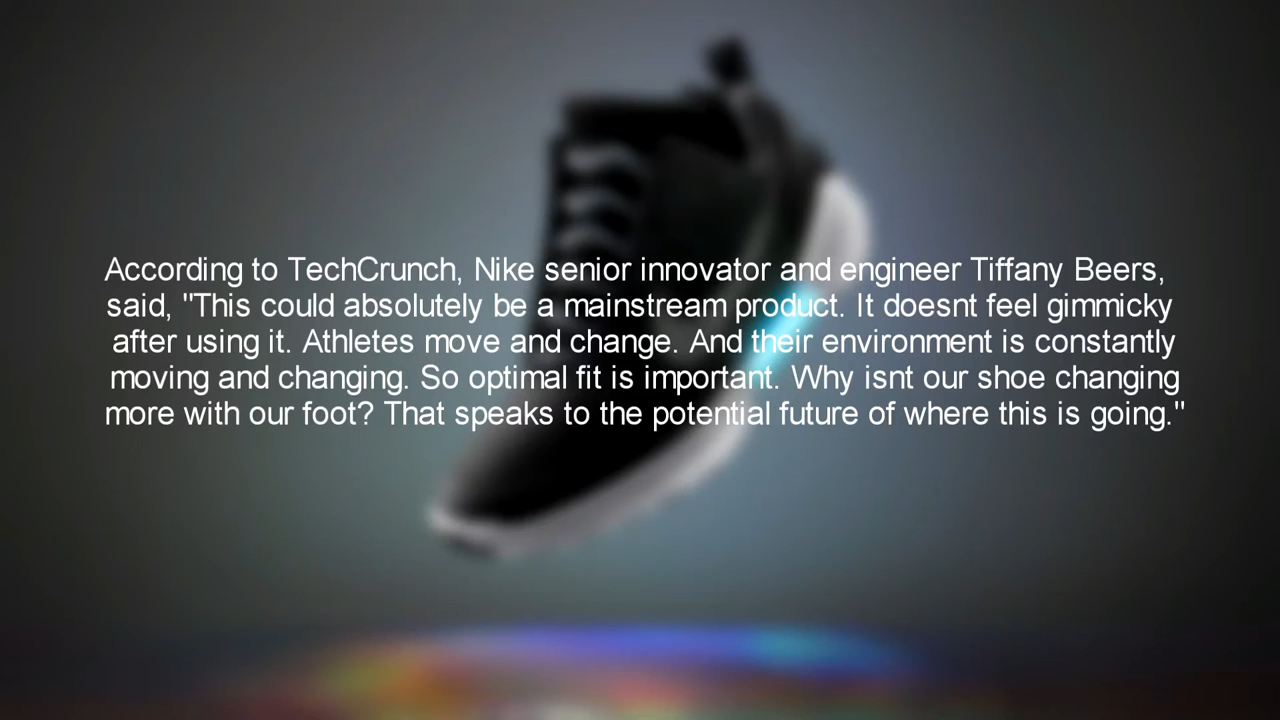 According to TechCrunch, Nike senior innovator and engineer Tiffany Beers,
said, "This could absolutely be a mainstream product. It doesnt feel gimmicky
after using it. Athletes move and change. And their environment is constantly
moving and changing. So optimal fit is important. Why isnt our shoe changing
more with our foot? That speaks to the potential future of where this is going."